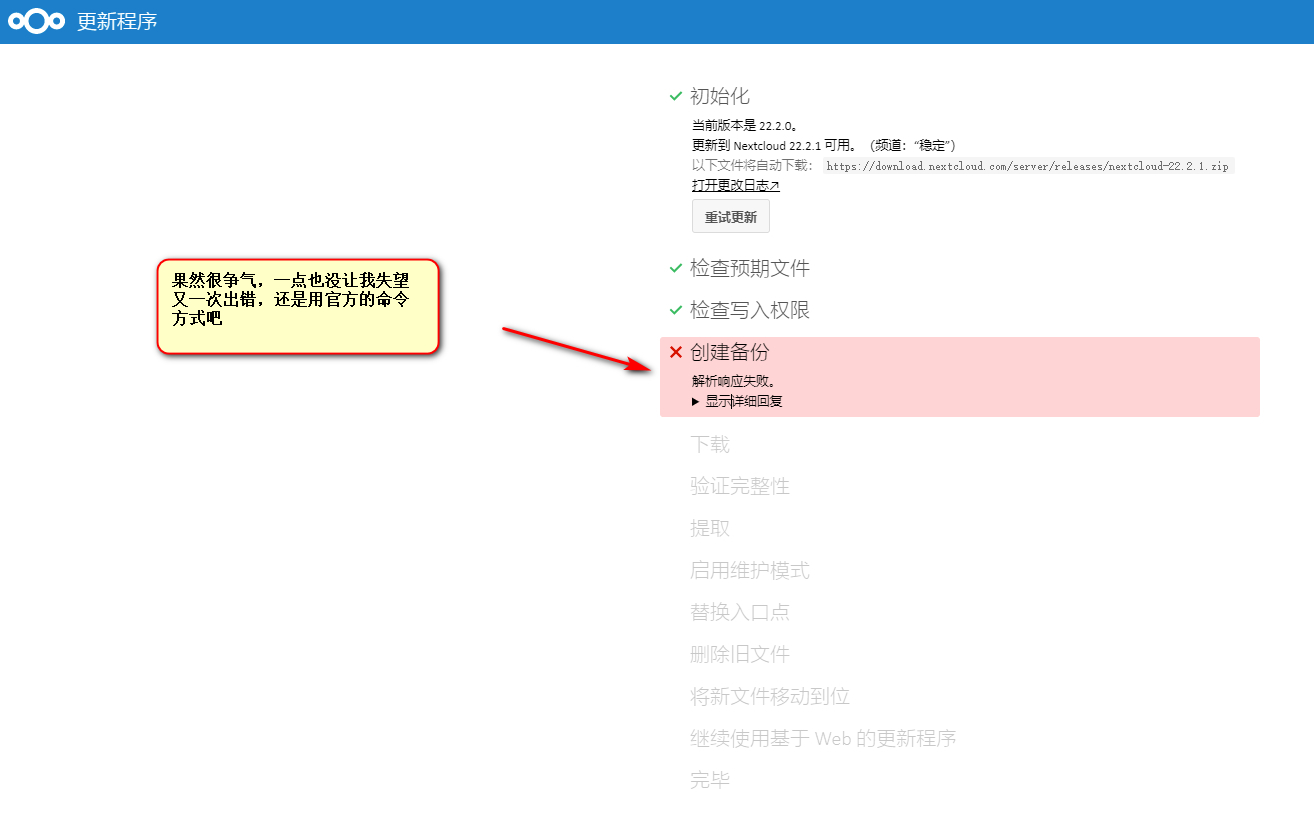 更新程序
初始化
当前版本是 22.2.0。
更新到 Nextcloud 22.2.1 可用。（频道：“稳定”）
以下文件将自动下载： https://download.nextcloud.com/server/releases/nextcloud-22.2.1.zip
打开更改日志↗
重试更新
果然很争气，一点也没让我失望
又一次出错，还是用官方的命令
方式吧
检查预期文件
检查写入权限
创建备份
解析响应失败。
显示详细回复
下载
验证完整性
提取
启用维护模式
替换入口点
删除旧文件
将新文件移动到位
继续使用基于 Web 的更新程序
完毕